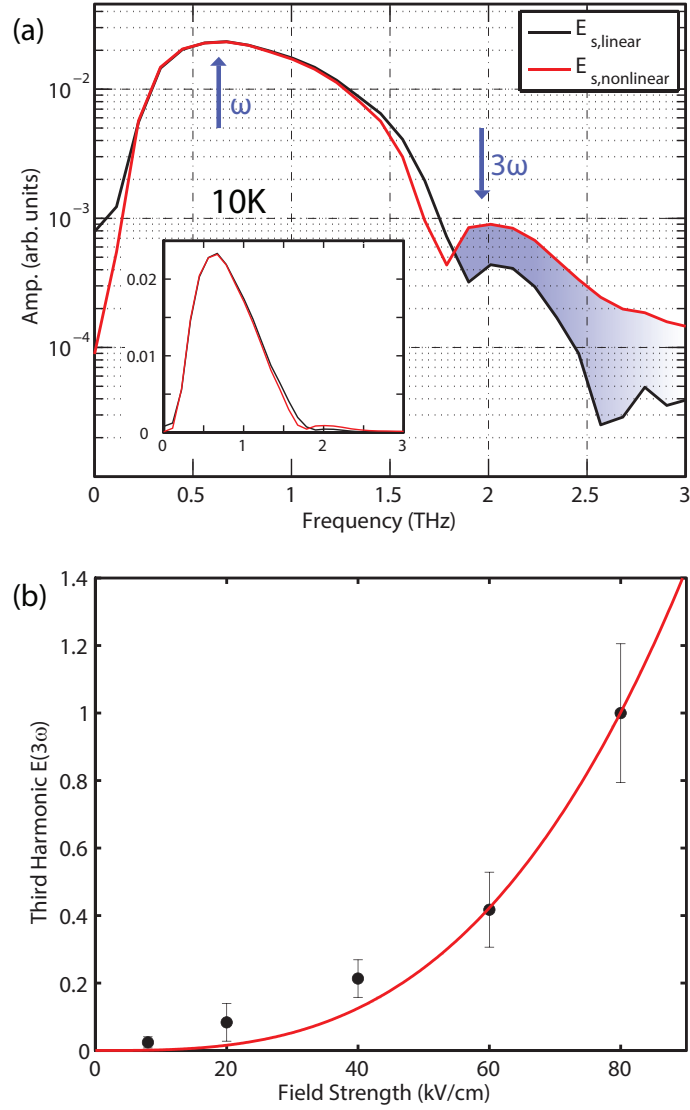 (a)
E s,linear
E s,nonlinear
10⁻²
ω
3ω
10K
10⁻³
Amp. (arb. units)
0.02
0.01
0
0 1 2 3
10⁻⁴
0 0.5 1 1.5 2 2.5 3
Frequency (THz)
(b)
1.4
1.2
1
0.8
0.6
0.4
0.2
0
Third Harmonic E(3ω)
0 20 40 60 80
Field Strength (kV/cm)